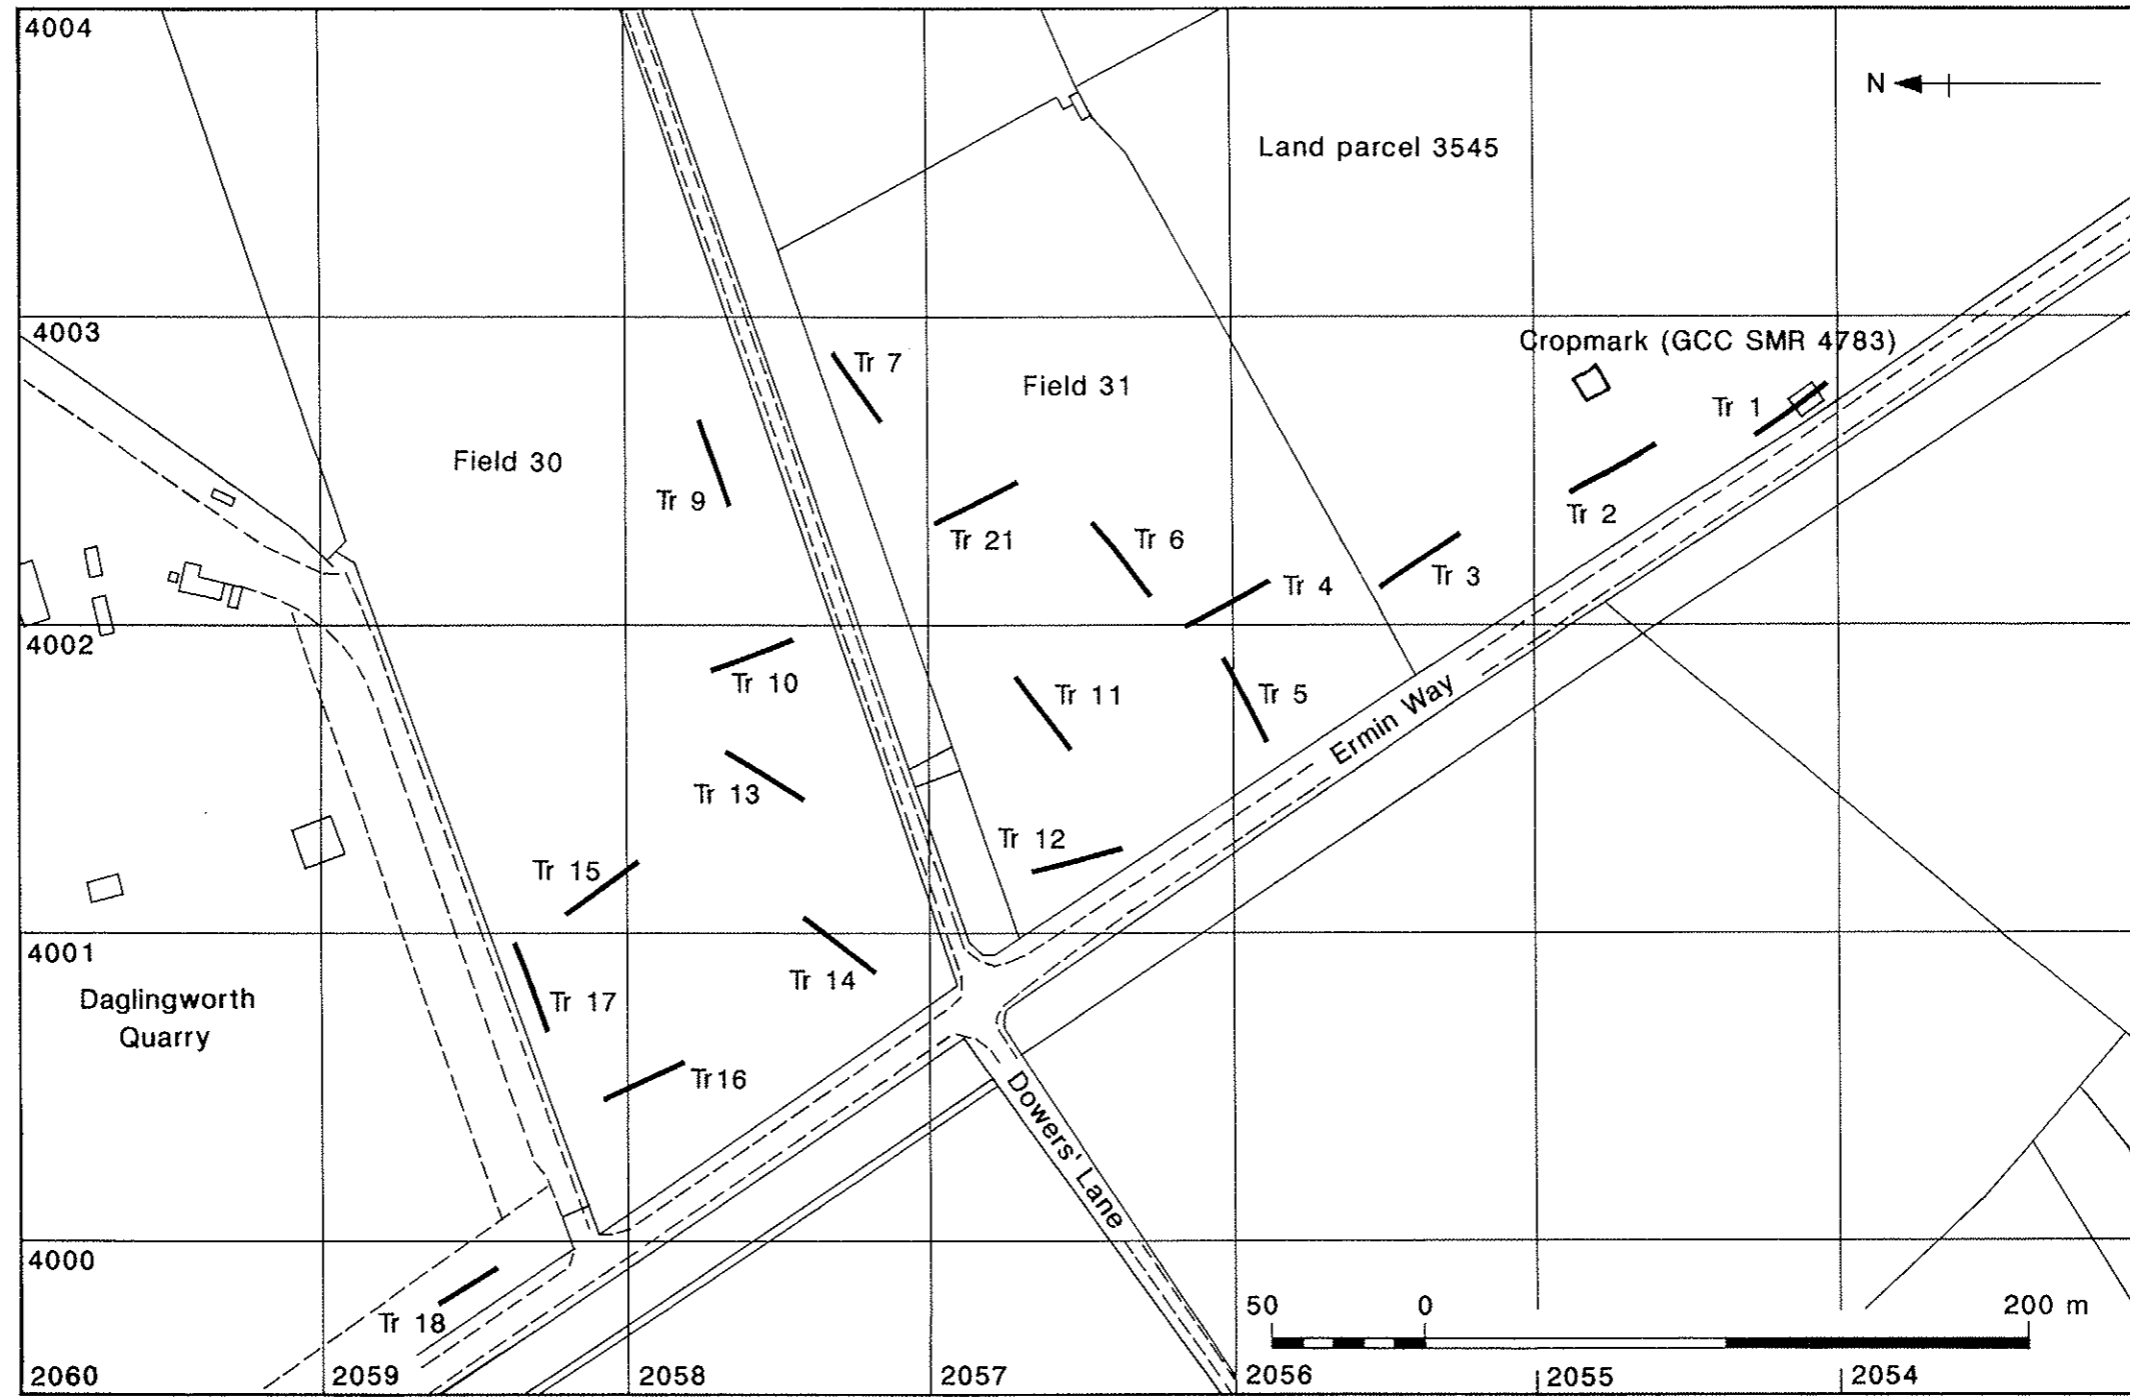 4004
N
Land parcel 3545
4003
Cropmark (GCC SMR 4783)
Tr 7
Field 31
Tr 1
Field 30
Tr 9
Tr 2
Tr 21
Tr 6
Tr 3
Tr 4
4002
Tr 10
Tr 11
Tr 5
Ermin Way
Tr 13
Tr 12
Tr 15
4001
Tr 14
Daglingworth
Quarry
Tr 17
Tr 16
Dowers' Lane
4000
Tr 18
50 0 200 m
2060 2059 2058 2057 2056 2055 2054